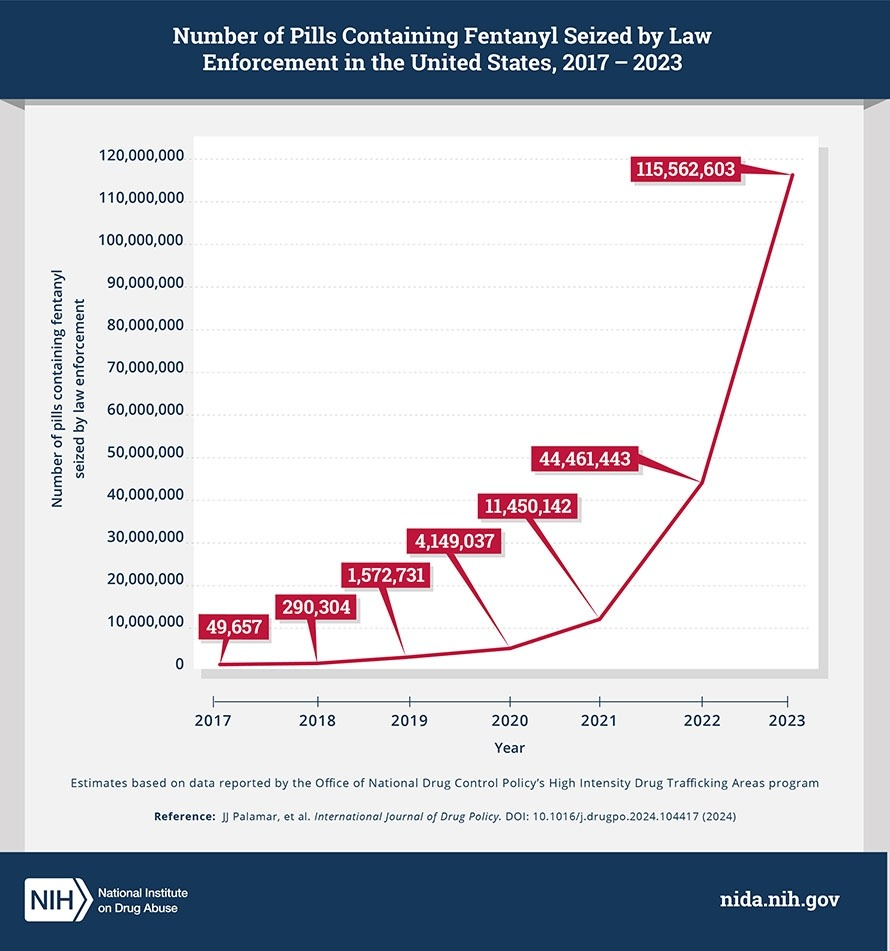 Number of Pills Containing Fentanyl Seized by Law
Enforcement in the United States, 2017 – 2023
120,000,000
110,000,000
100,000,000
90,000,000
80,000,000
70,000,000
60,000,000
50,000,000
40,000,000
30,000,000
20,000,000
10,000,000
0
Number of pills containing fentanyl
seized by law enforcement
115,562,603
44,461,443
11,450,142
4,149,037
1,572,731
290,304
49,657
2017 2018 2019 2020 2021 2022 2023
Year
Estimates based on data reported by the Office of National Drug Control Policy’s High Intensity Drug Trafficking Areas program
Reference: JJ Palamar, et al. International Journal of Drug Policy. DOI: 10.1016/j.drugpo.2024.104417 (2024)
NIH
National Institute
on Drug Abuse
nida.nih.gov